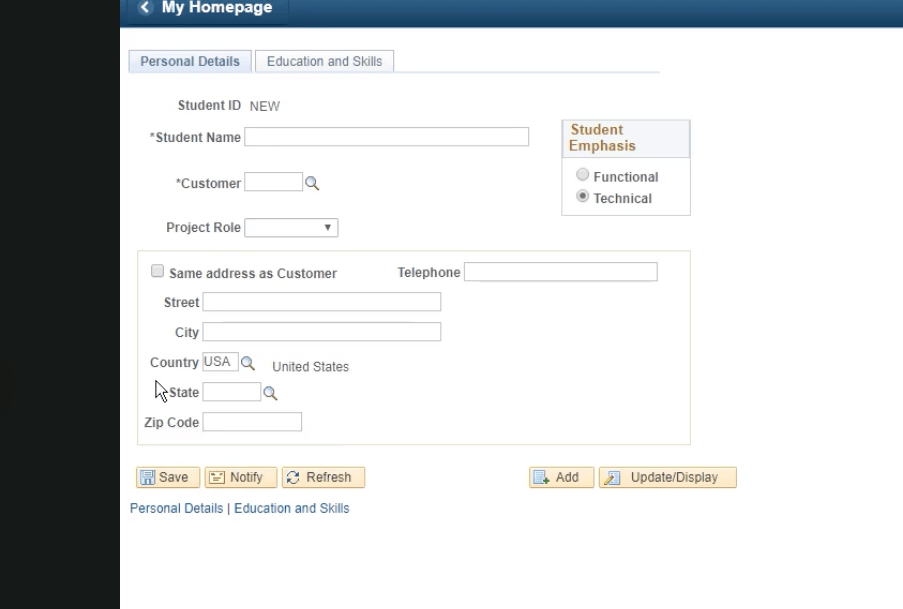 My Homepage
Personal Details
Education and Skills
Student ID NEW
*Student Name
Student
Emphasis
Functional
Technical
*Customer
Project Role
Same address as Customer
Telephone
Street
City
Country USA United States
State
Zip Code
Save Notify Refresh Add Update/Display
Personal Details | Education and Skills